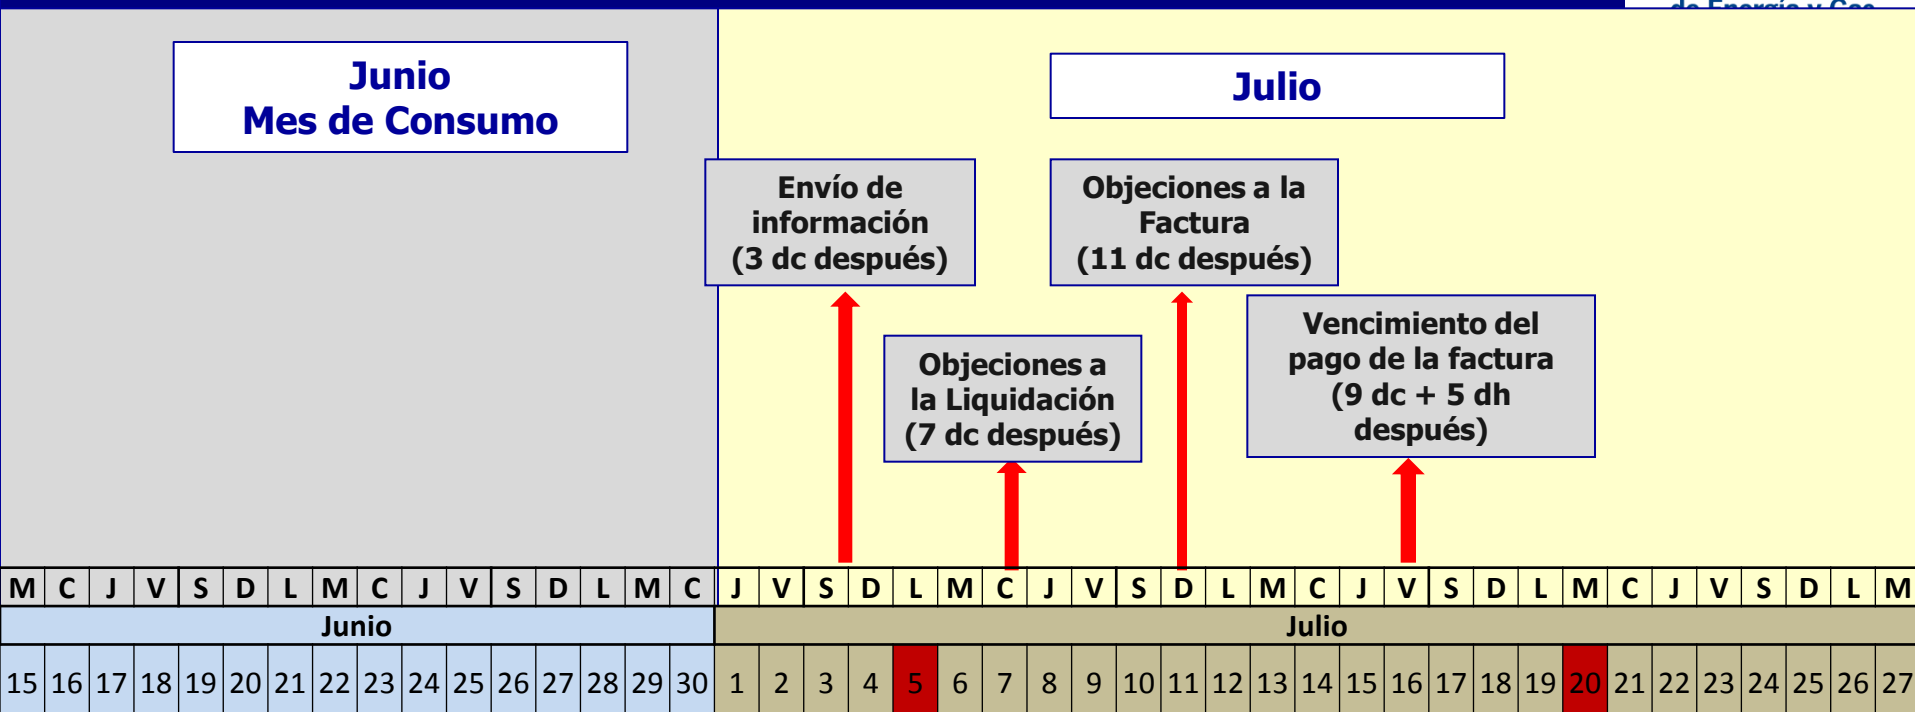 de Energía y Gas
Junio
Mes de Consumo
Julio
Envío de
información
(3 dc después)
Objeciones a la
Factura
(11 dc después)
Objeciones a
la Liquidación
(7 dc después)
Vencimiento del
pago de la factura
(9 dc + 5 dh
después)
M C J V S D L M C J V S D L M C J V S D L M C J V S D L M C J V S D L M C J V S D L M
Junio Julio
15 16 17 18 19 20 21 22 23 24 25 26 27 28 29 30 1 2 3 4 5 6 7 8 9 10 11 12 13 14 15 16 17 18 19 20 21 22 23 24 25 26 27